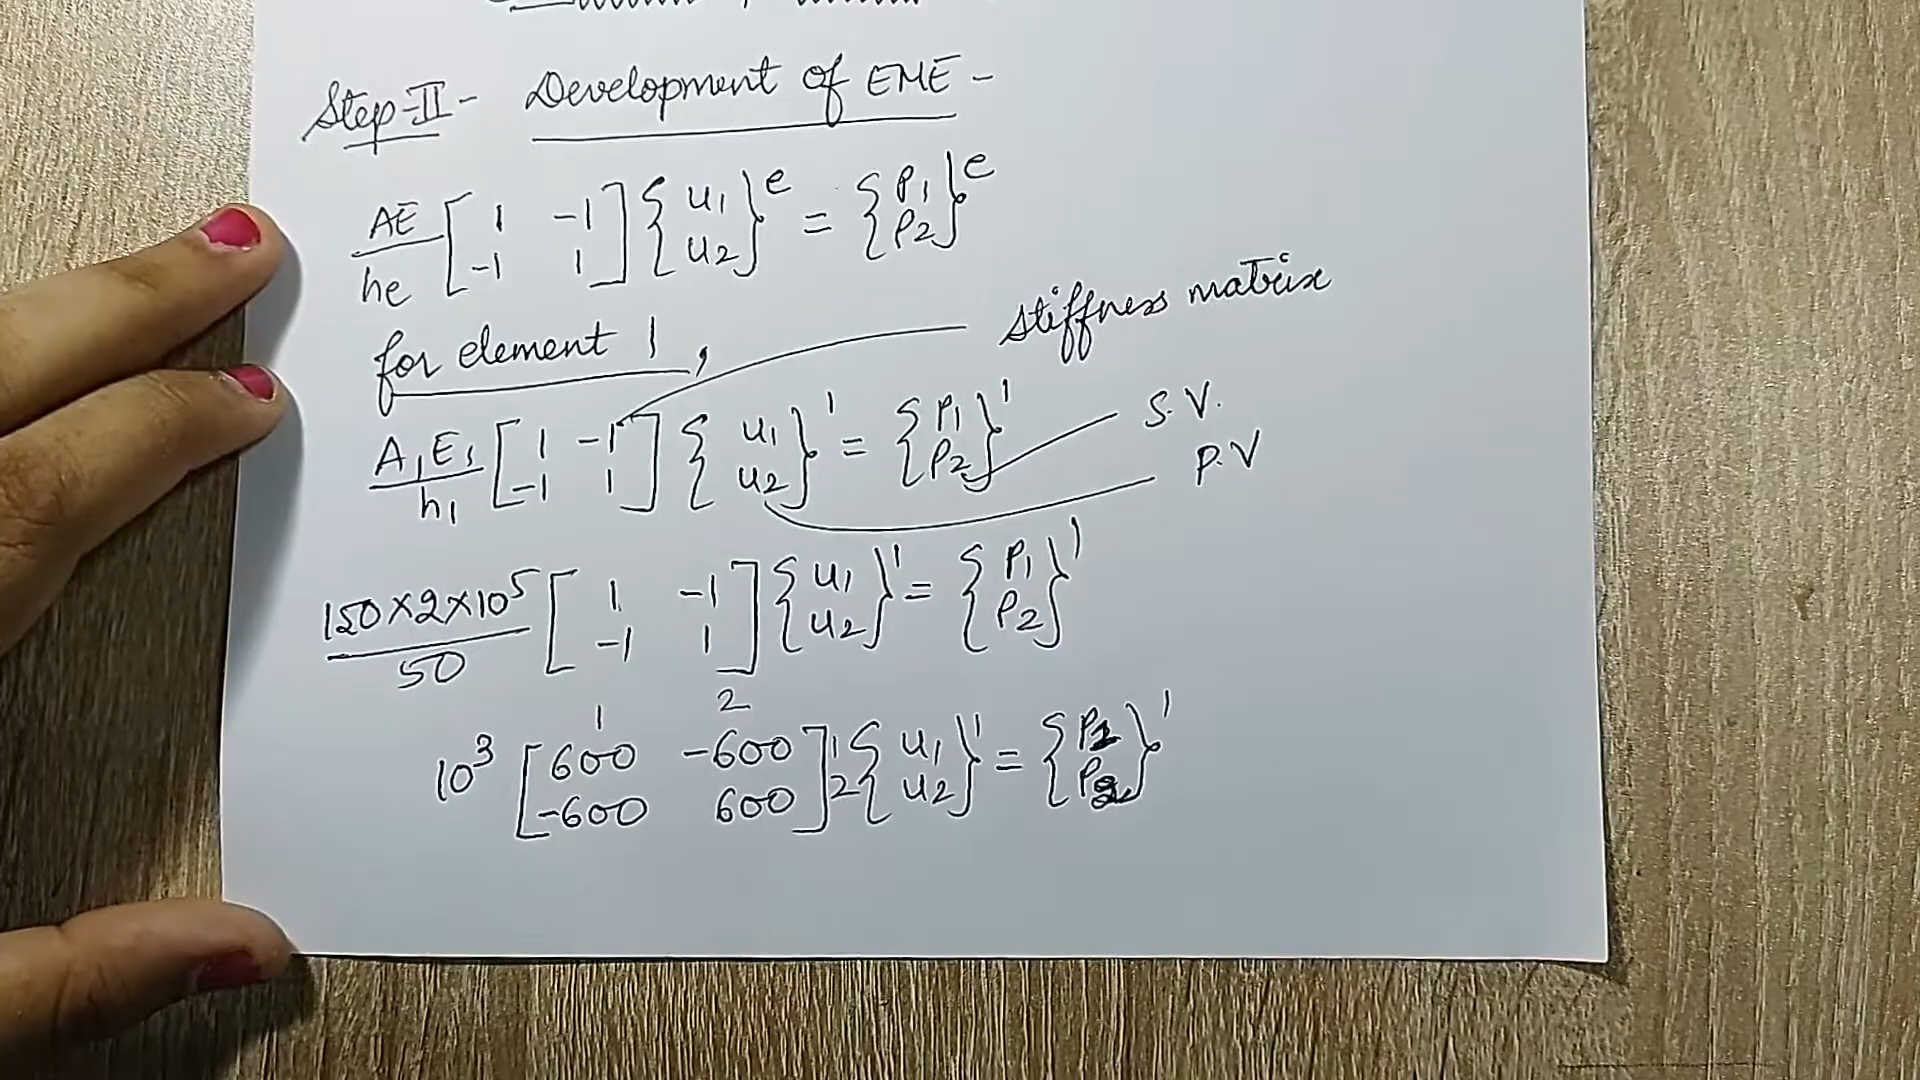 Step-II - Development of EME -
AE/he [1 -1; -1 1] {u1; u2}^e = {P1; P2}^e
for element 1,
stiffness matrix
A1E1/h1 [1 -1; -1 1] {u1; u2}^1 = {P1; P2}^1
S.V.
P.V
150×2×10^5/50 [1 -1; -1 1] {u1; u2}^1 = {P1; P2}^1
1 2
10^3 [600 -600; -600 600] 1 2 {u1; u2}^1 = {P1; P2}^1